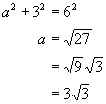 a² + 3² = 6²
a = √27
= √9 √3
= 3√3